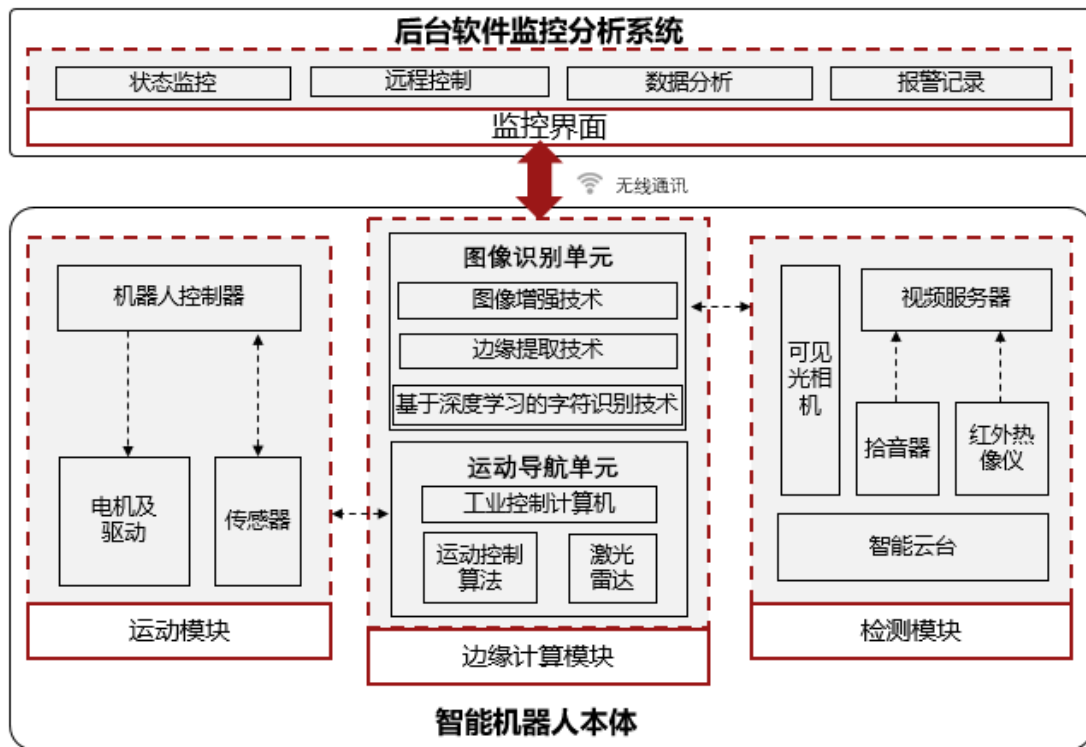 后台软件监控分析系统
状态监控
远程控制
数据分析
报警记录
监控界面
无线通讯
机器人控制器
电机及
驱动
传感器
运动模块
图像识别单元
图像增强技术
边缘提取技术
基于深度学习的字符识别技术
运动导航单元
工业控制计算机
运动控制
算法
激光
雷达
边缘计算模块
可见
光相
机
视频服务器
拾音器
红外热
像仪
智能云台
检测模块
智能机器人本体